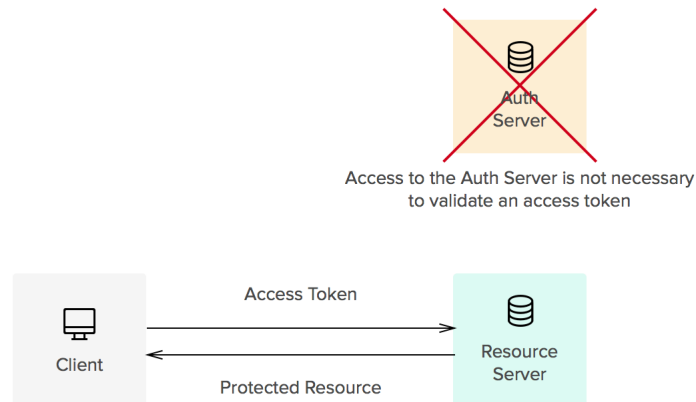 Auth
Server
Access to the Auth Server is not necessary
to validate an access token
Access Token
Client
Resource
Server
Protected Resource